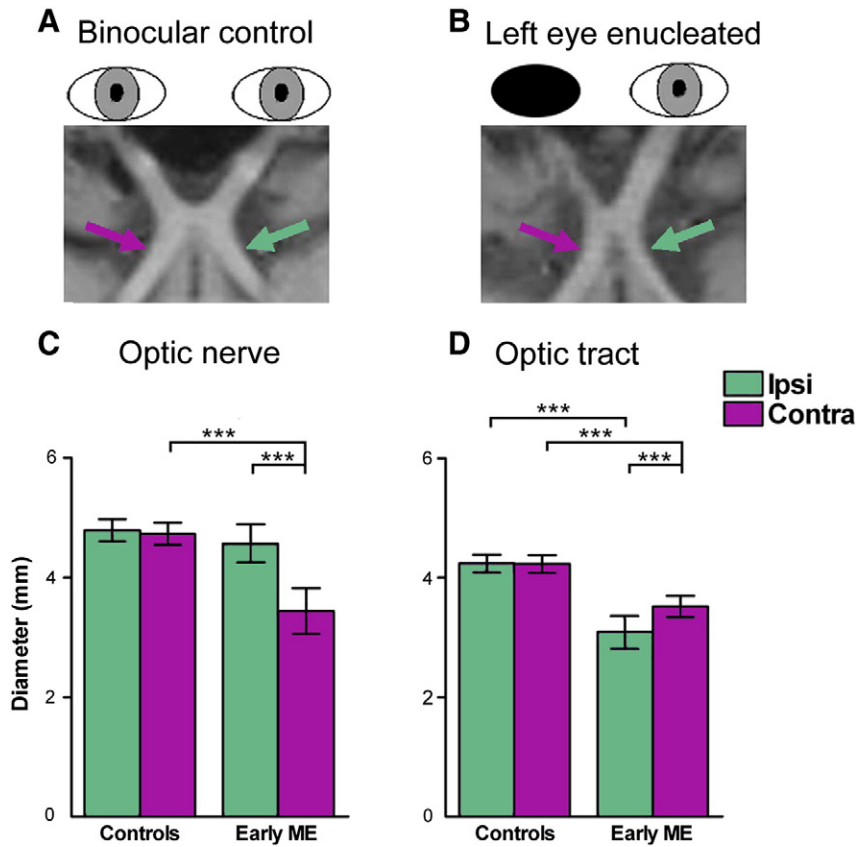 A Binocular control
B Left eye enucleated
C Optic nerve
D Optic tract
Ipsi
Contra
***
***
***
***
***
Diameter (mm)
6
4
2
0
Controls Early ME
6
4
2
0
Controls Early ME